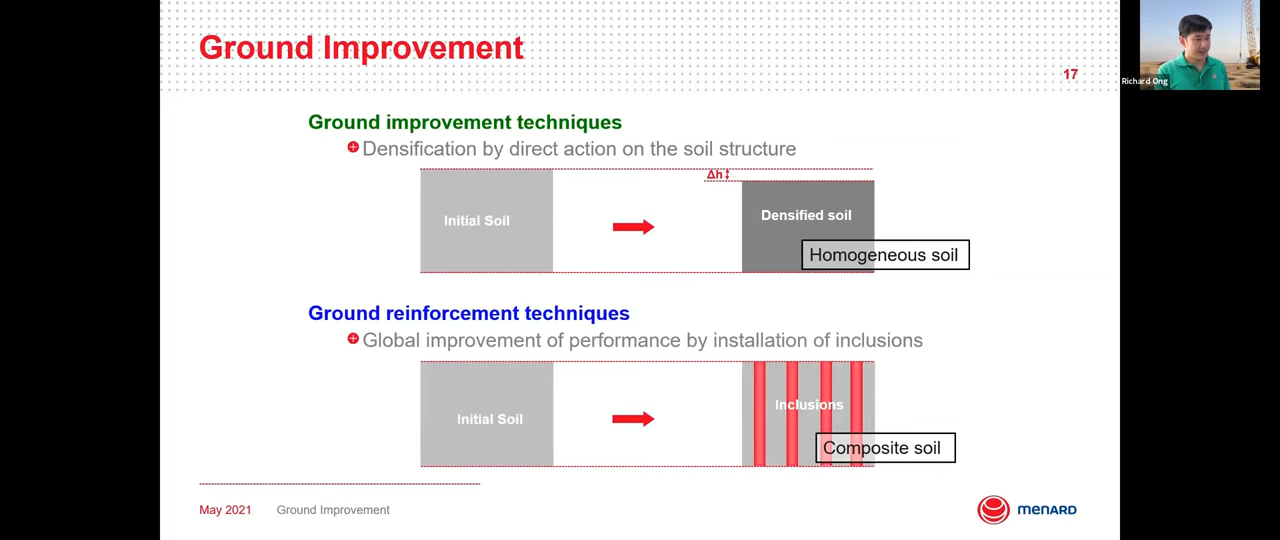 Ground Improvement
17
Richard Ong
Ground improvement techniques
Densification by direct action on the soil structure
Δh
Initial Soil
Densified soil
Homogeneous soil
Ground reinforcement techniques
Global improvement of performance by installation of inclusions
Initial Soil
Inclusions
Composite soil
May 2021 Ground Improvement
MENARD